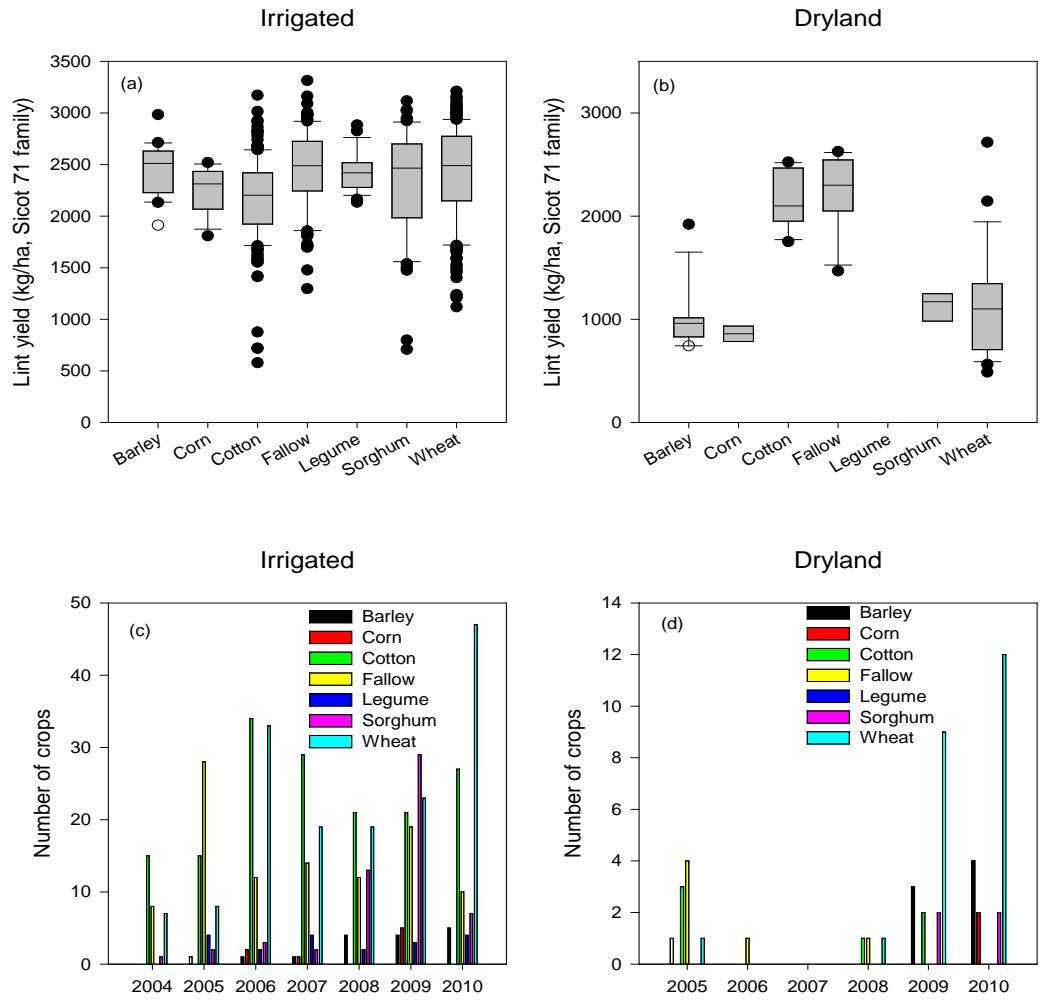 Irrigated
Dryland
(a)
Lint yield (kg/ha, Sicot 71 family)
3500
3000
2500
2000
1500
1000
500
0
Barley
Corn
Cotton
Fallow
Legume
Sorghum
Wheat
(b)
Lint yield (kg/ha, Sicot 71 family)
3000
2000
1000
0
Barley
Corn
Cotton
Fallow
Legume
Sorghum
Wheat
Irrigated
Dryland
(c)
Number of crops
50
40
30
20
10
0
Barley
Corn
Cotton
Fallow
Legume
Sorghum
Wheat
2004 2005 2006 2007 2008 2009 2010
(d)
Number of crops
14
12
10
8
6
4
2
0
Barley
Corn
Cotton
Fallow
Legume
Sorghum
Wheat
2005 2006 2007 2008 2009 2010